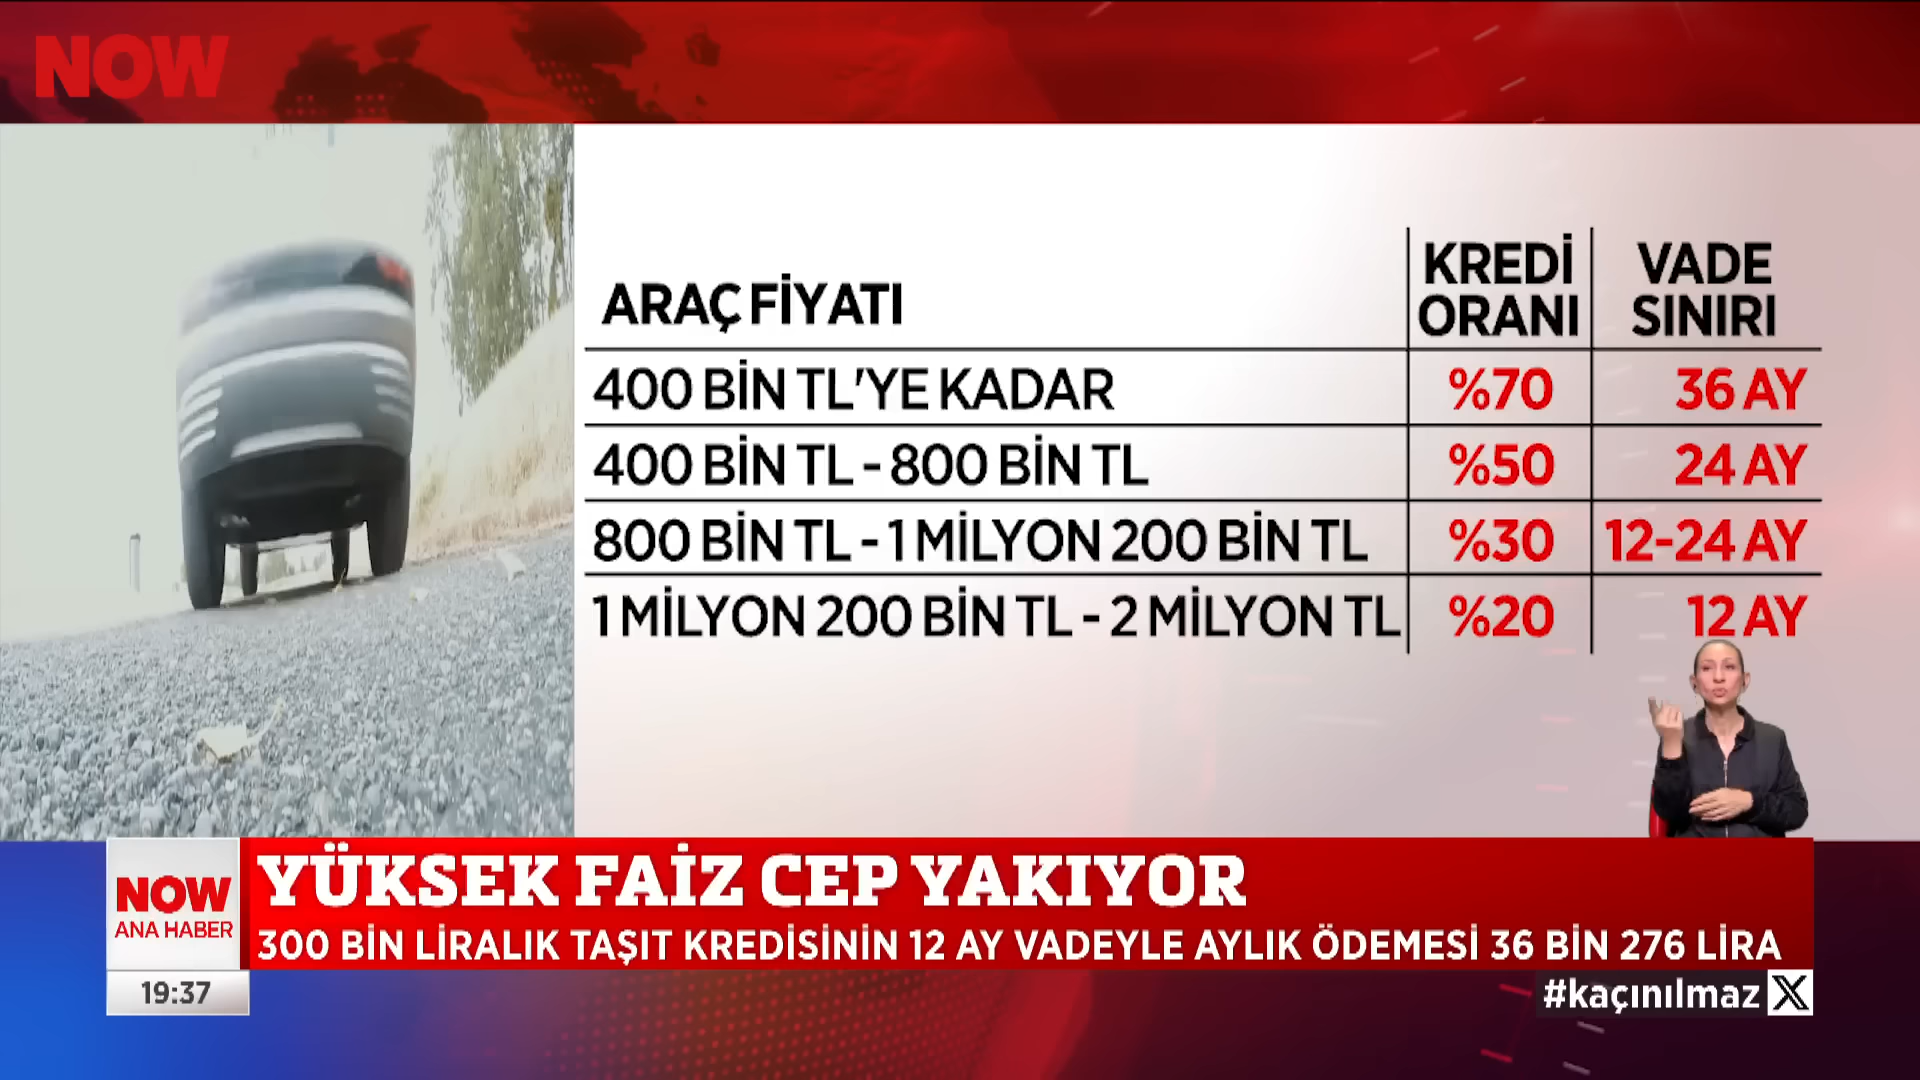 NOW
ARAÇ FİYATI
KREDİ
ORANI
VADE
SINIRI
400 BİN TL'YE KADAR %70 36 AY
400 BİN TL - 800 BİN TL %50 24 AY
800 BİN TL - 1 MİLYON 200 BİN TL %30 12-24 AY
1 MİLYON 200 BİN TL - 2 MİLYON TL %20 12 AY
NOW
ANA HABER
YÜKSEK FAİZ CEP YAKIYOR
300 BİN LİRALIK TAŞIT KREDİSİNİN 12 AY VADEYLE AYLIK ÖDEMESİ 36 BİN 276 LİRA
19:37
#kaçınılmaz X